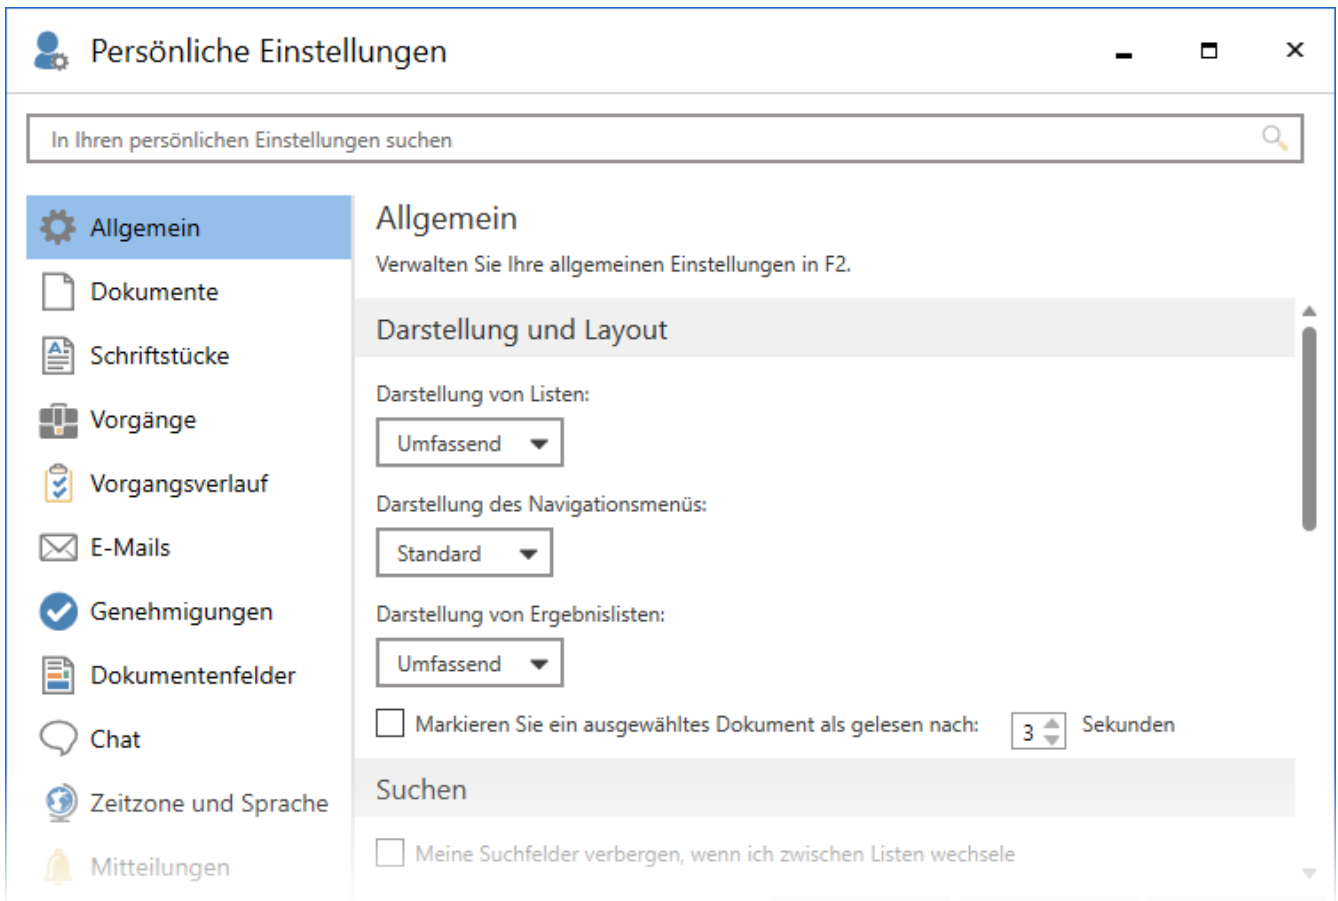 Persönliche Einstellungen
In Ihren persönlichen Einstellungen suchen
Allgemein
Dokumente
Schriftstücke
Vorgänge
Vorgangsverlauf
E-Mails
Genehmigungen
Dokumentenfelder
Chat
Zeitzone und Sprache
Mitteilungen
Allgemein
Verwalten Sie Ihre allgemeinen Einstellungen in F2.
Darstellung und Layout
Darstellung von Listen:
Umfassend
Darstellung des Navigationsmenüs:
Standard
Darstellung von Ergebnislisten:
Umfassend
Markieren Sie ein ausgewähltes Dokument als gelesen nach: 3 Sekunden
Suchen
Meine Suchfelder verbergen, wenn ich zwischen Listen wechsele